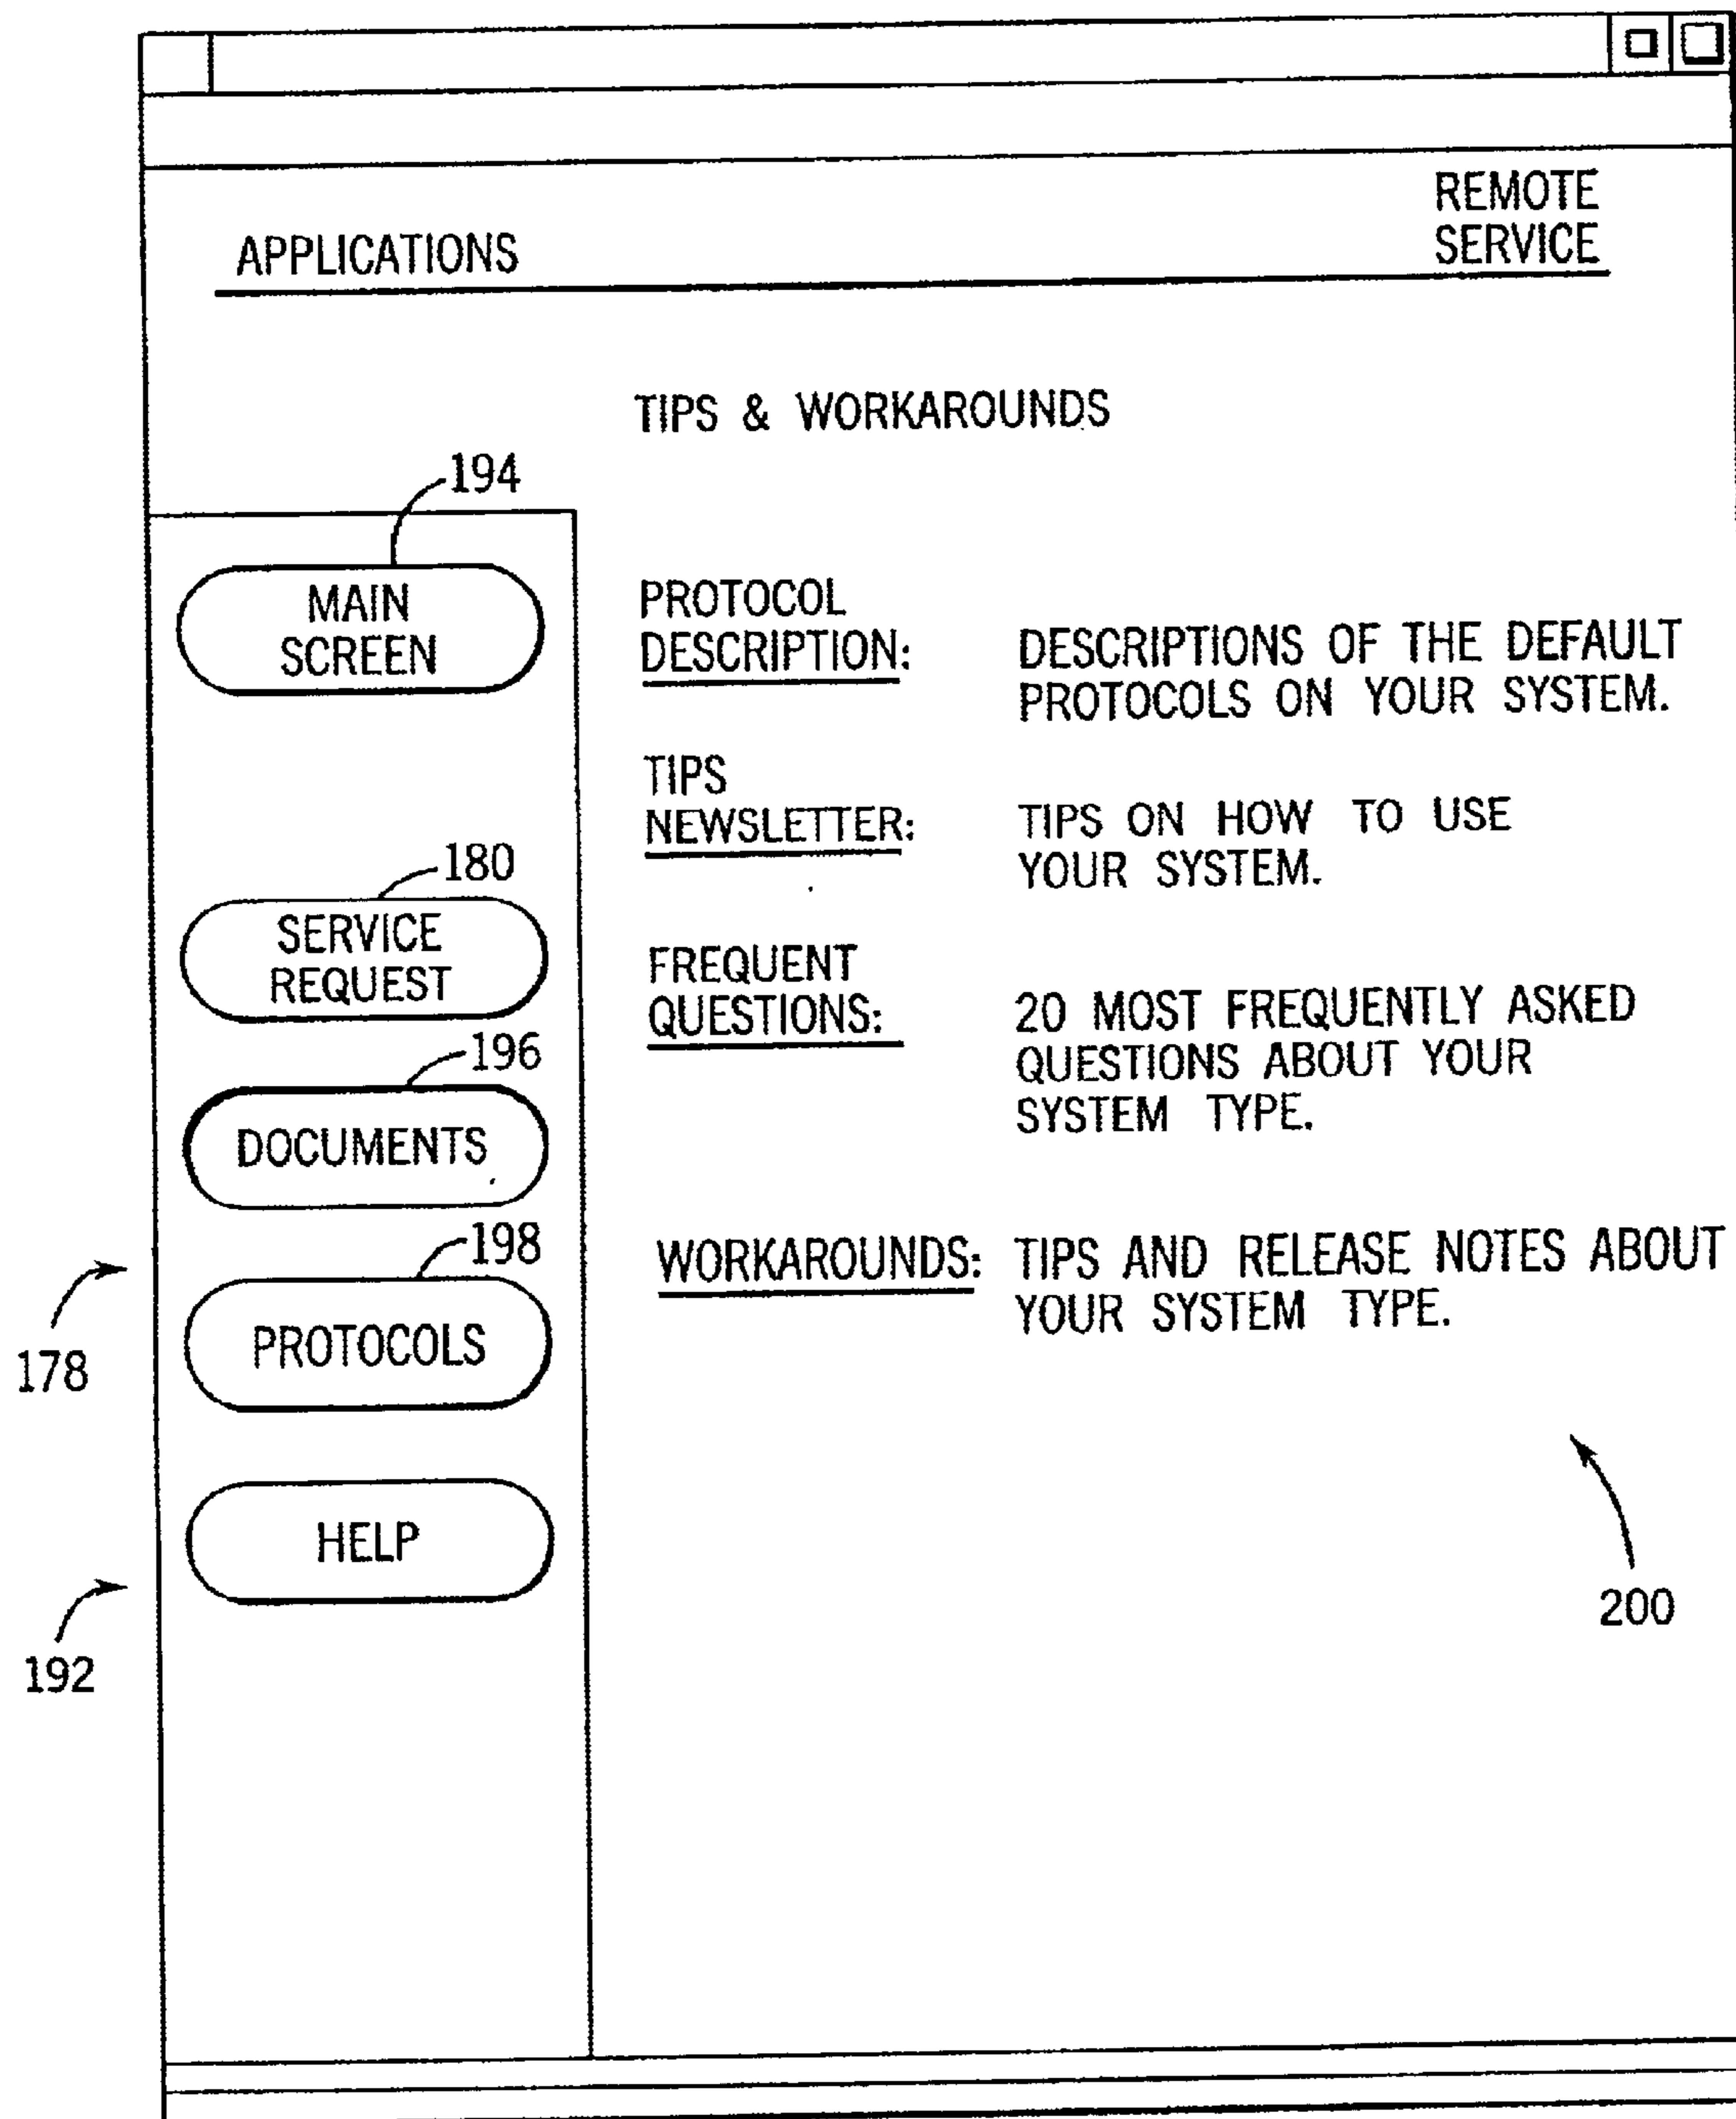 REMOTE
SERVICE
APPLICATIONS
TIPS & WORKAROUNDS
194
MAIN
SCREEN
180
SERVICE
REQUEST
196
DOCUMENTS
198
PROTOCOLS
HELP
178
192
PROTOCOL
DESCRIPTION:
DESCRIPTIONS OF THE DEFAULT
PROTOCOLS ON YOUR SYSTEM.
TIPS
NEWSLETTER:
TIPS ON HOW TO USE
YOUR SYSTEM.
FREQUENT
QUESTIONS:
20 MOST FREQUENTLY ASKED
QUESTIONS ABOUT YOUR
SYSTEM TYPE.
WORKAROUNDS:
TIPS AND RELEASE NOTES ABOUT
YOUR SYSTEM TYPE.
200